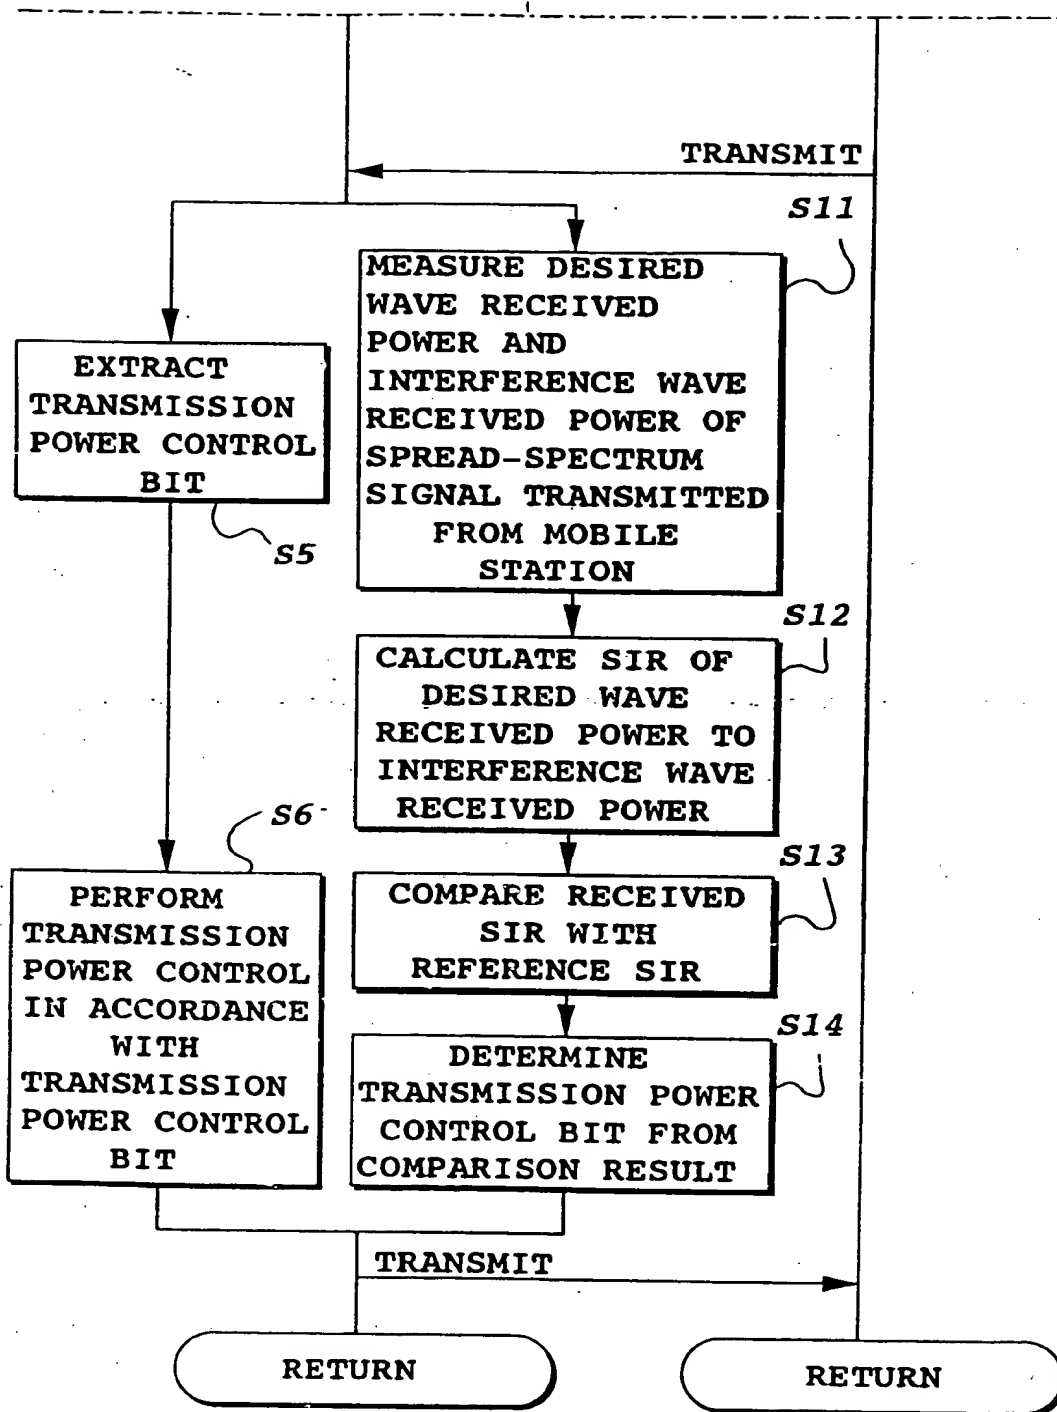 TRANSMIT
S11
MEASURE DESIRED
WAVE RECEIVED
POWER AND
INTERFERENCE WAVE
RECEIVED POWER OF
SPREAD-SPECTRUM
SIGNAL TRANSMITTED
FROM MOBILE
STATION
EXTRACT
TRANSMISSION
POWER CONTROL
BIT
S5
S12
CALCULATE SIR OF
DESIRED WAVE
RECEIVED POWER TO
INTERFERENCE WAVE
RECEIVED POWER
S6
S13
COMPARE RECEIVED
SIR WITH
REFERENCE SIR
PERFORM
TRANSMISSION
POWER CONTROL
IN ACCORDANCE
WITH
TRANSMISSION
POWER CONTROL
BIT
S14
DETERMINE
TRANSMISSION POWER
CONTROL BIT FROM
COMPARISON RESULT
TRANSMIT
RETURN
RETURN